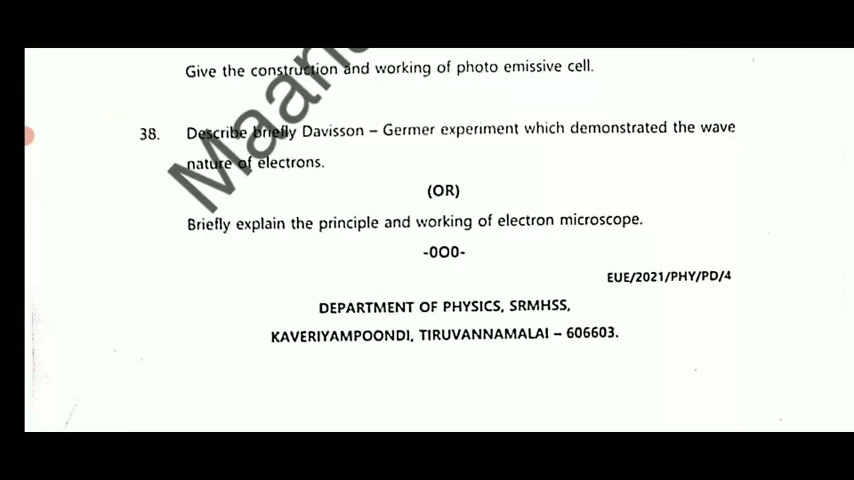 Give the construction and working of photo emissive cell.
38. Describe briefly Davisson – Germer experiment which demonstrated the wave
nature of electrons.
(OR)
Briefly explain the principle and working of electron microscope.
-0O0-
EUE/2021/PHY/PD/4
DEPARTMENT OF PHYSICS, SRMHSS,
KAVERIYAMPOONDI, TIRUVANNAMALAI – 606603.